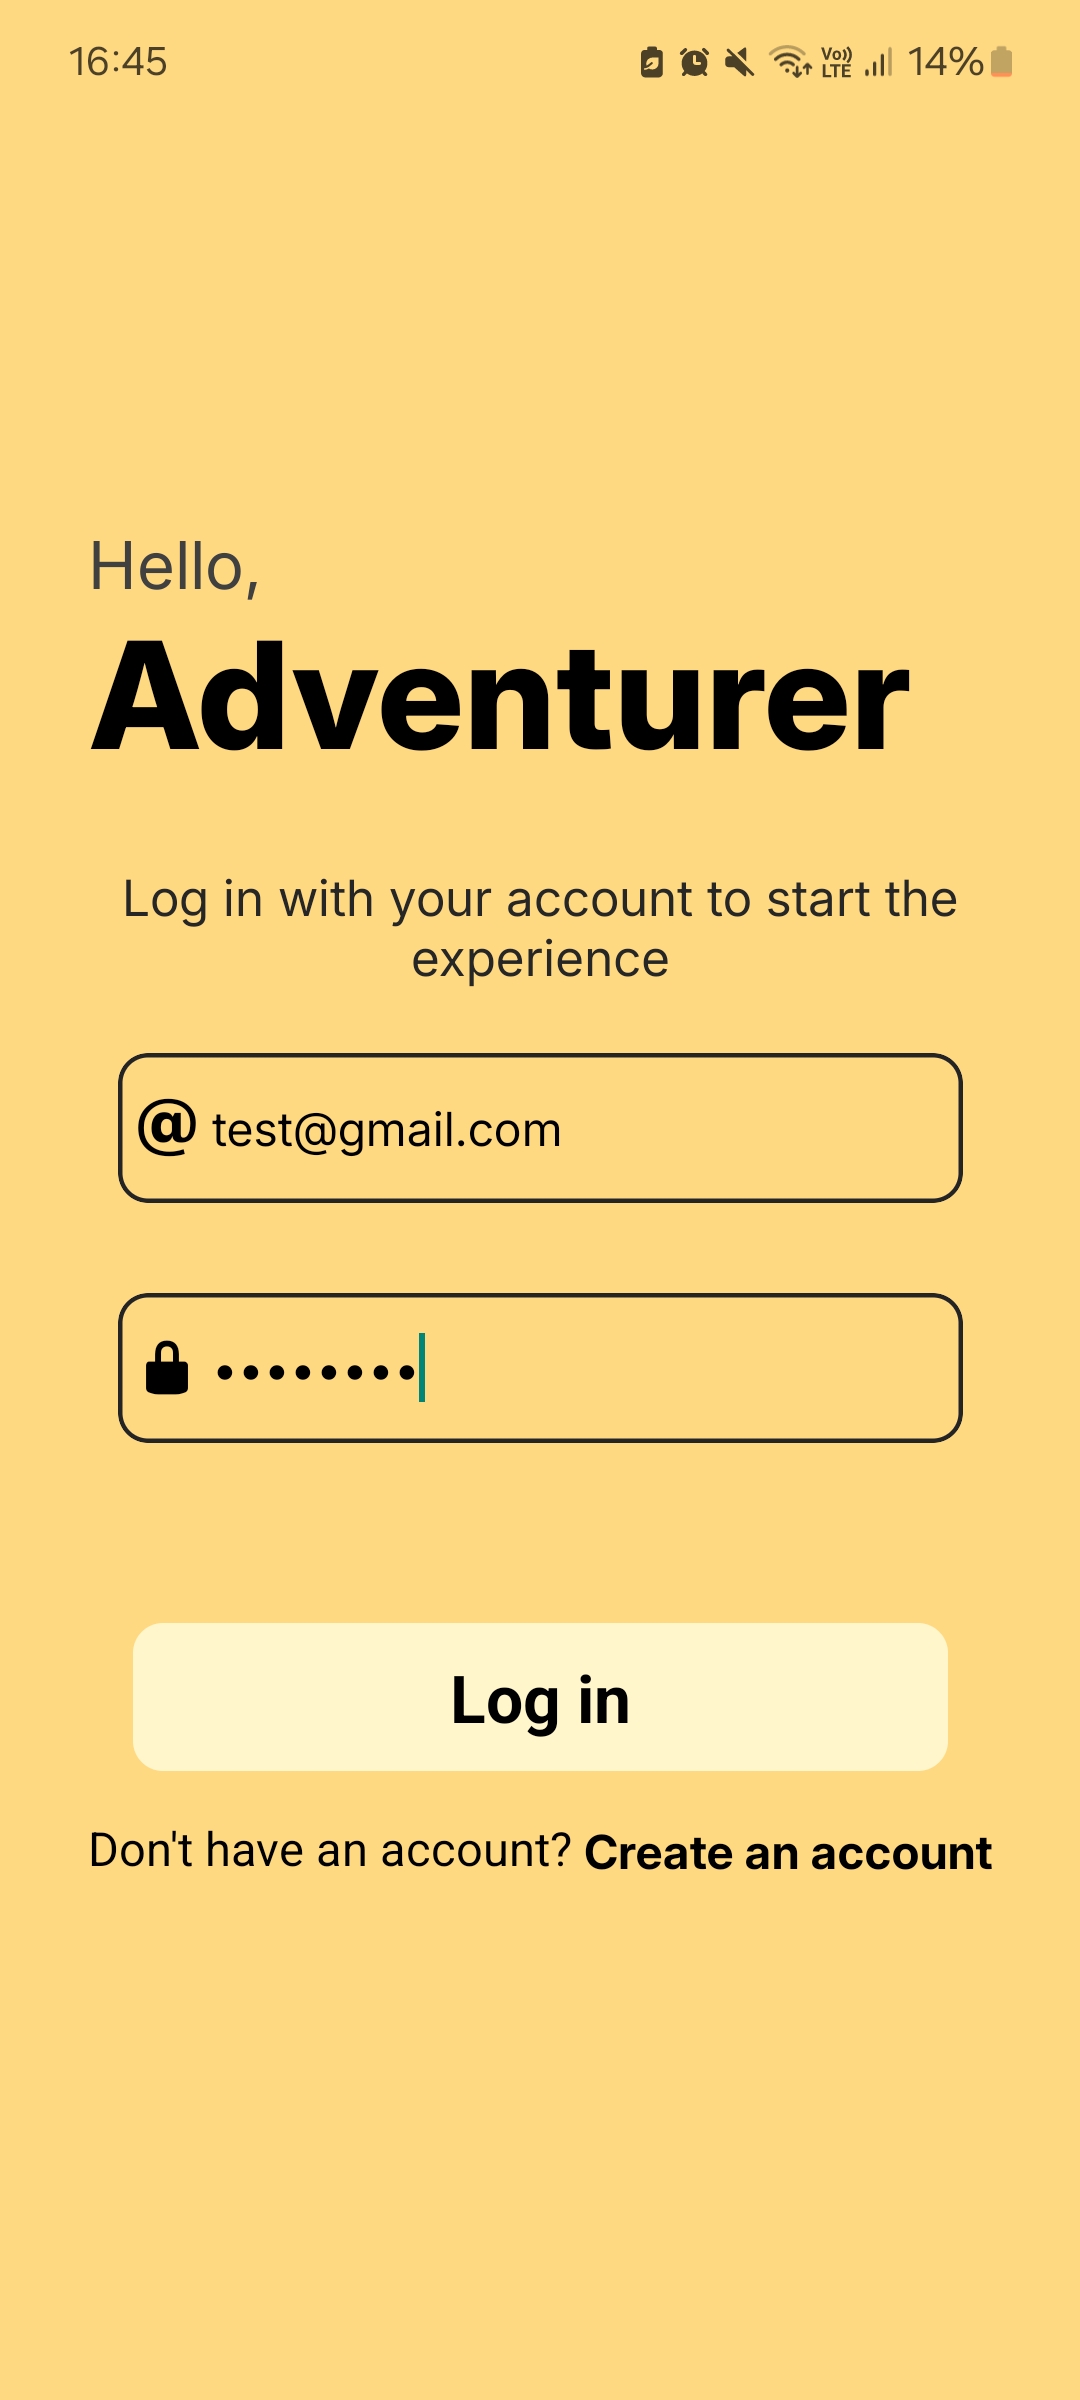 16:45
Vo)) LTE 14%
Hello,
Adventurer
Log in with your account to start the
experience
@ test@gmail.com
••••••••
Log in
Don't have an account? Create an account